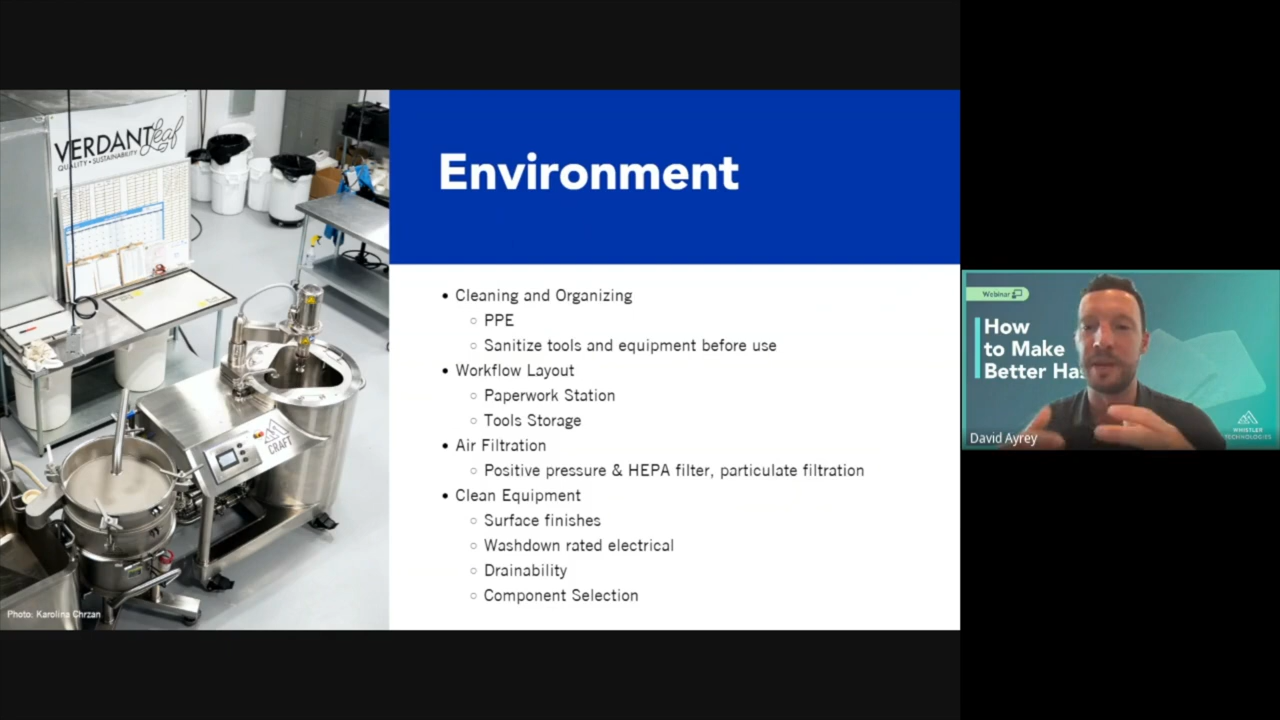 VERDANT Leaf
QUALITY • SUSTAINABILITY
CRAFT
Photo: Karolina Chrzan
Environment
• Cleaning and Organizing
○ PPE
○ Sanitize tools and equipment before use
• Workflow Layout
○ Paperwork Station
○ Tools Storage
• Air Filtration
○ Positive pressure & HEPA filter, particulate filtration
• Clean Equipment
○ Surface finishes
○ Washdown rated electrical
○ Drainability
○ Component Selection
Webinar
How
to Make
Better Has
David Ayrey
WHISTLER
TECHNOLOGIES